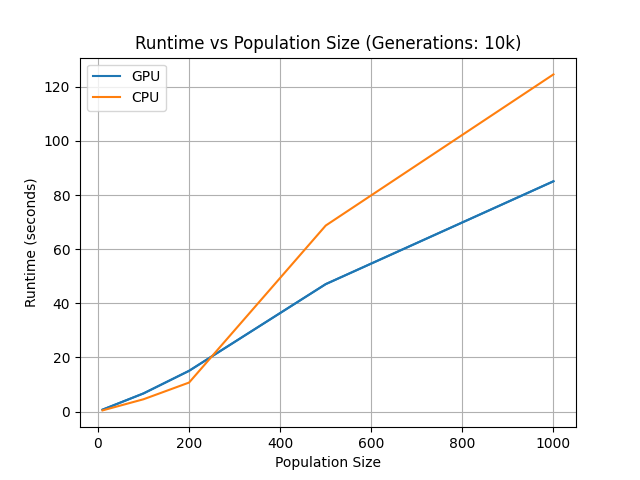 Runtime vs Population Size (Generations: 10k)
GPU
CPU
Runtime (seconds)
120
100
80
60
40
20
0
0 200 400 600 800 1000
Population Size